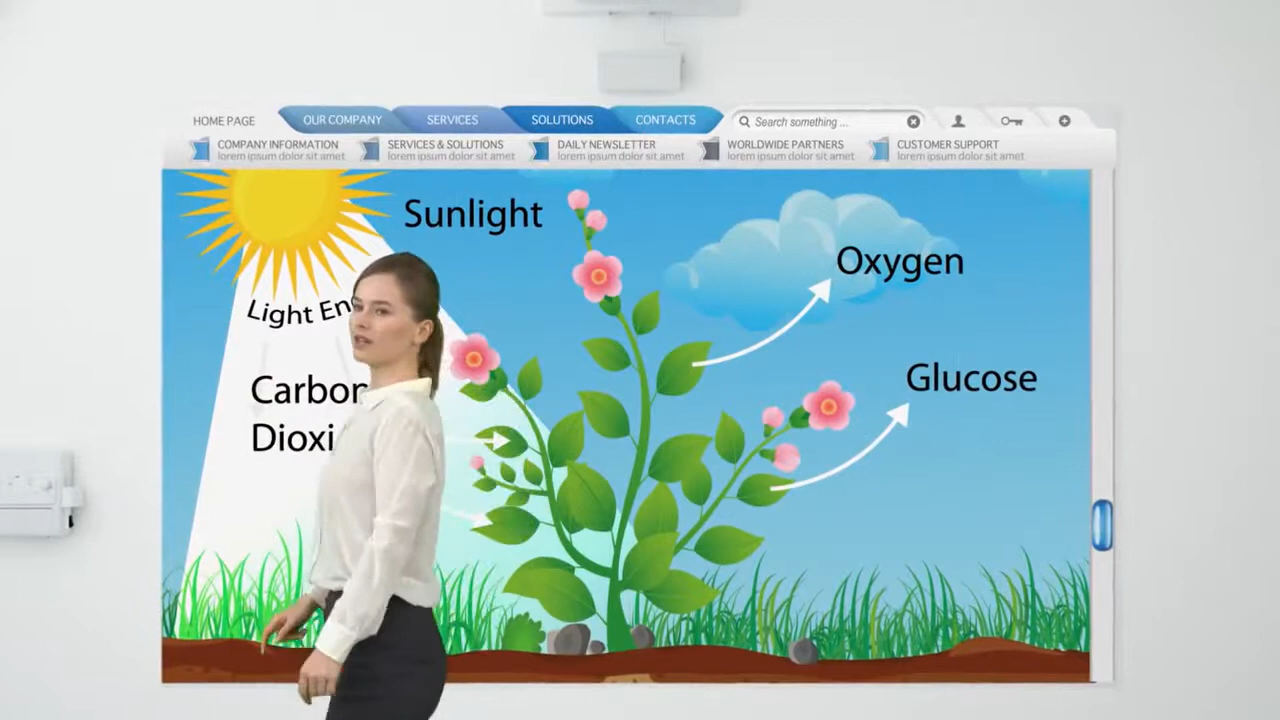 HOME PAGE
OUR COMPANY
SERVICES
SOLUTIONS
CONTACTS
Search something ...
COMPANY INFORMATION
lorem ipsum dolor sit amet
SERVICES & SOLUTIONS
lorem ipsum dolor sit amet
DAILY NEWSLETTER
lorem ipsum dolor sit amet
WORLDWIDE PARTNERS
lorem ipsum dolor sit amet
CUSTOMER SUPPORT
lorem ipsum dolor sit amet
Sunlight
Oxygen
Light En
Glucose
Carbon
Dioxi